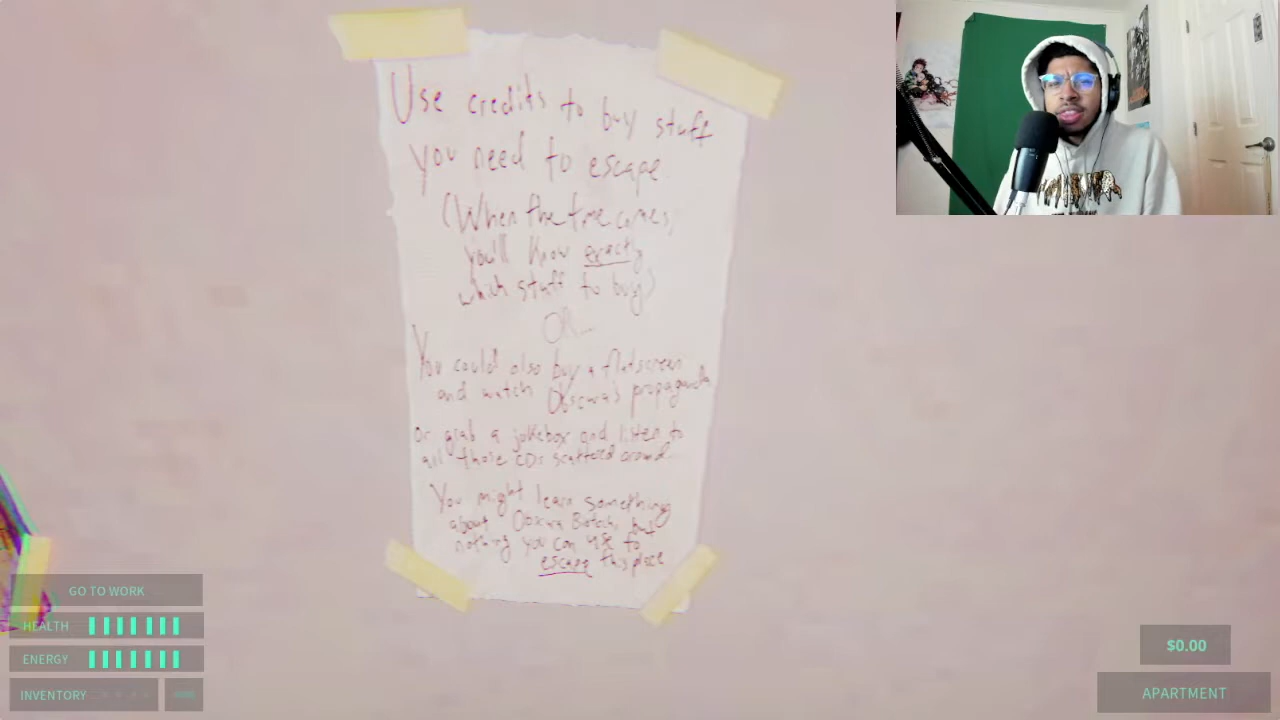 Use credits to buy stuff
you need to escape
(When the time comes,
you'll know exactly
which stuff to buy)
OR...
You could also buy a flatscreen
and watch Obscura's propaganda
Or grab a jukebox and listen to
all those CDs scattered around...
You might learn something
about Obscura Biotech, but
nothing you can use to
escape this place
GO TO WORK
HEALTH
ENERGY
INVENTORY
$0.00
APARTMENT